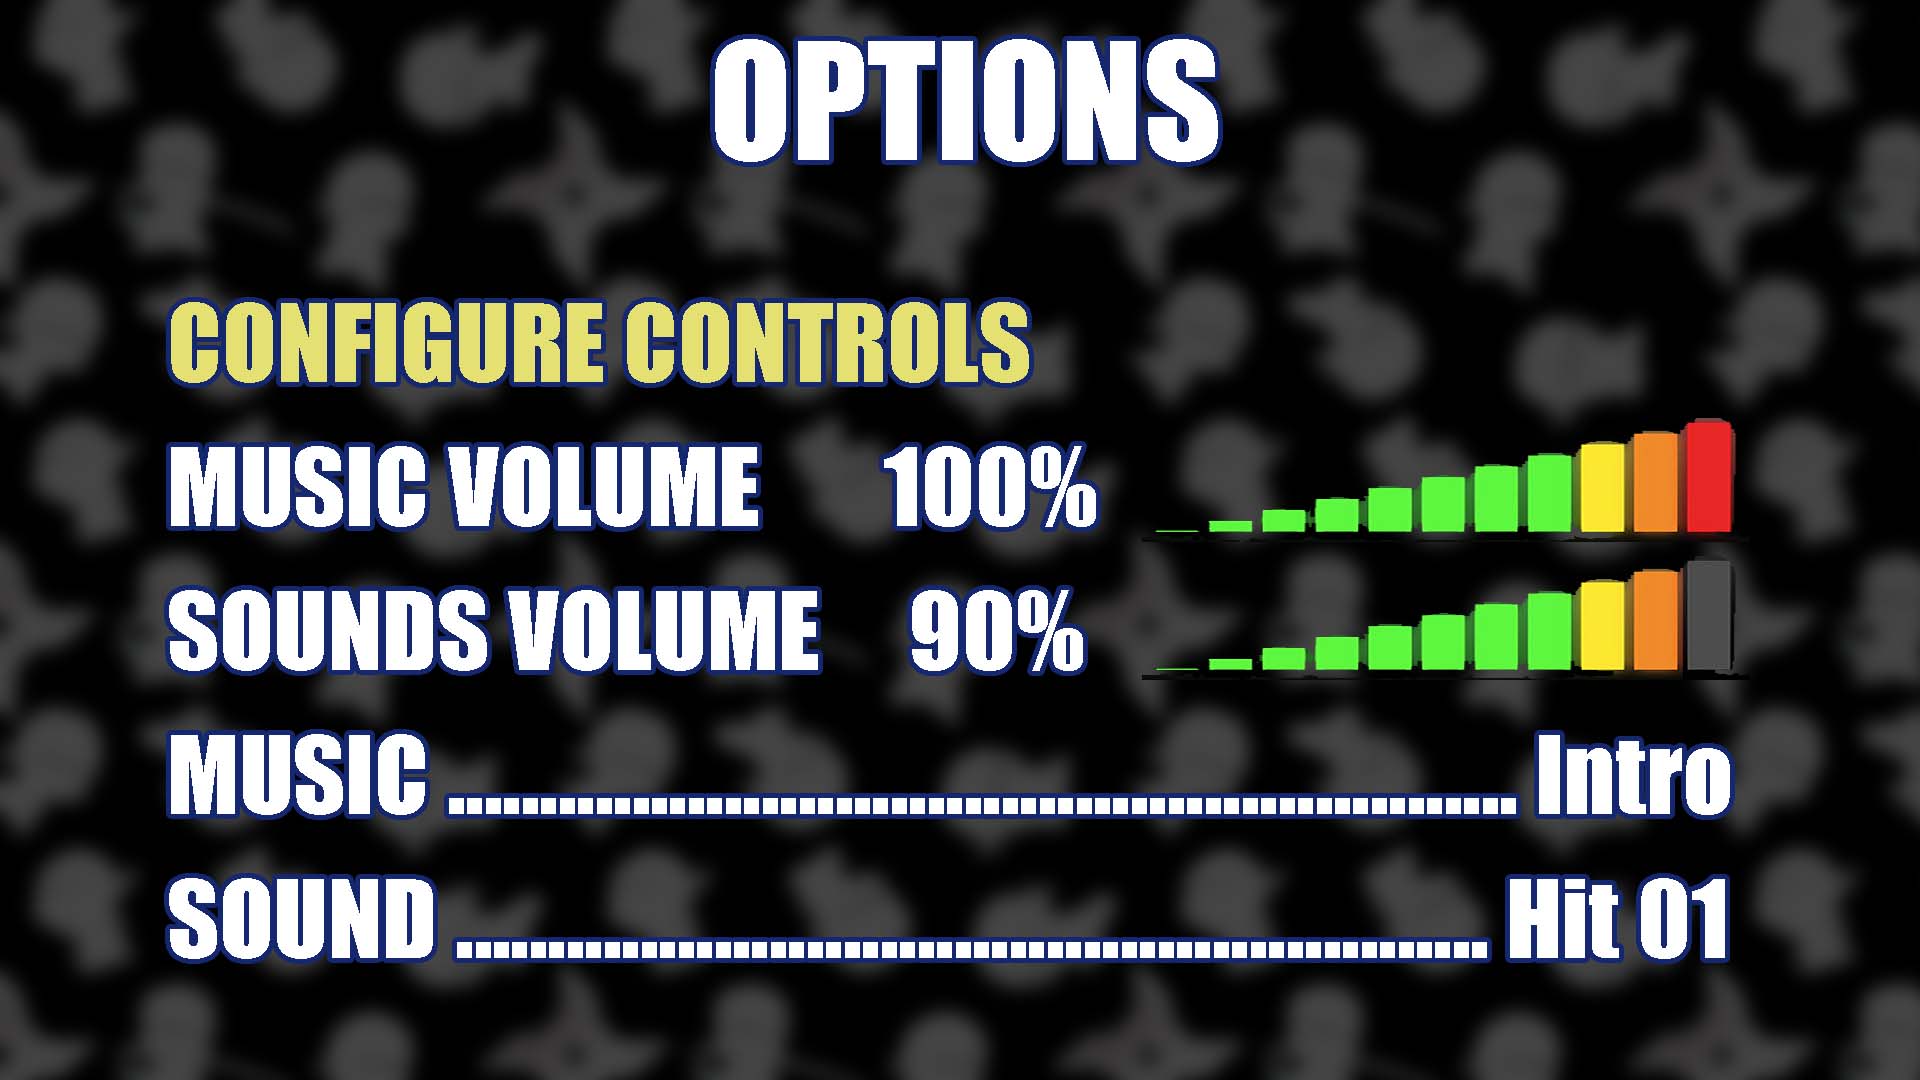 OPTIONS
CONFIGURE CONTROLS
MUSIC VOLUME 100%
SOUNDS VOLUME 90%
MUSIC .......................................................... Intro
SOUND ........................................................ Hit 01